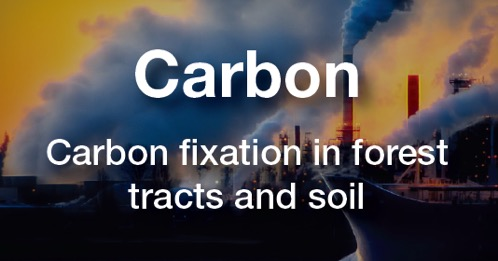 Carbon
Carbon fixation in forest
tracts and soil